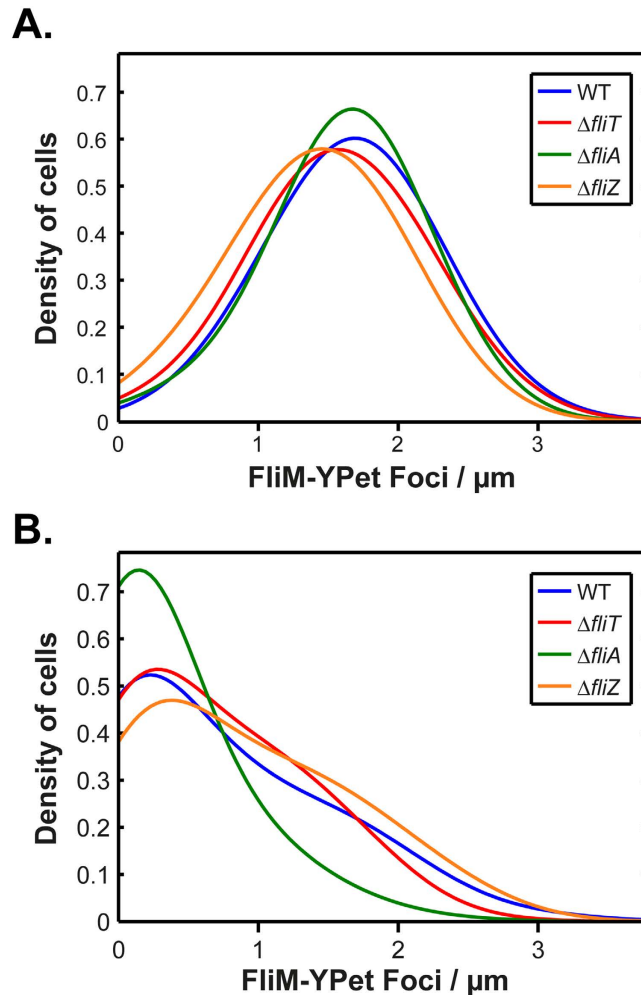 A.
Density of cells
0.7
0.6
0.5
0.4
0.3
0.2
0.1
0
0 1 2 3
FliM-YPet Foci / µm
WT
ΔfliT
ΔfliA
ΔfliZ
B.
Density of cells
0.7
0.6
0.5
0.4
0.3
0.2
0.1
0
0 1 2 3
FliM-YPet Foci / µm
WT
ΔfliT
ΔfliA
ΔfliZ